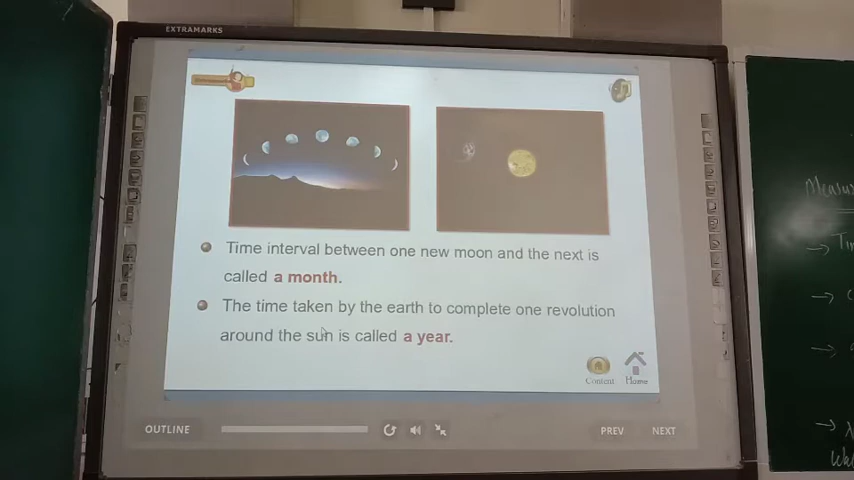 EXTRAMARKS
Time interval between one new moon and the next is
called a month.
The time taken by the earth to complete one revolution
around the sun is called a year.
Content
Home
OUTLINE
PREV
NEXT